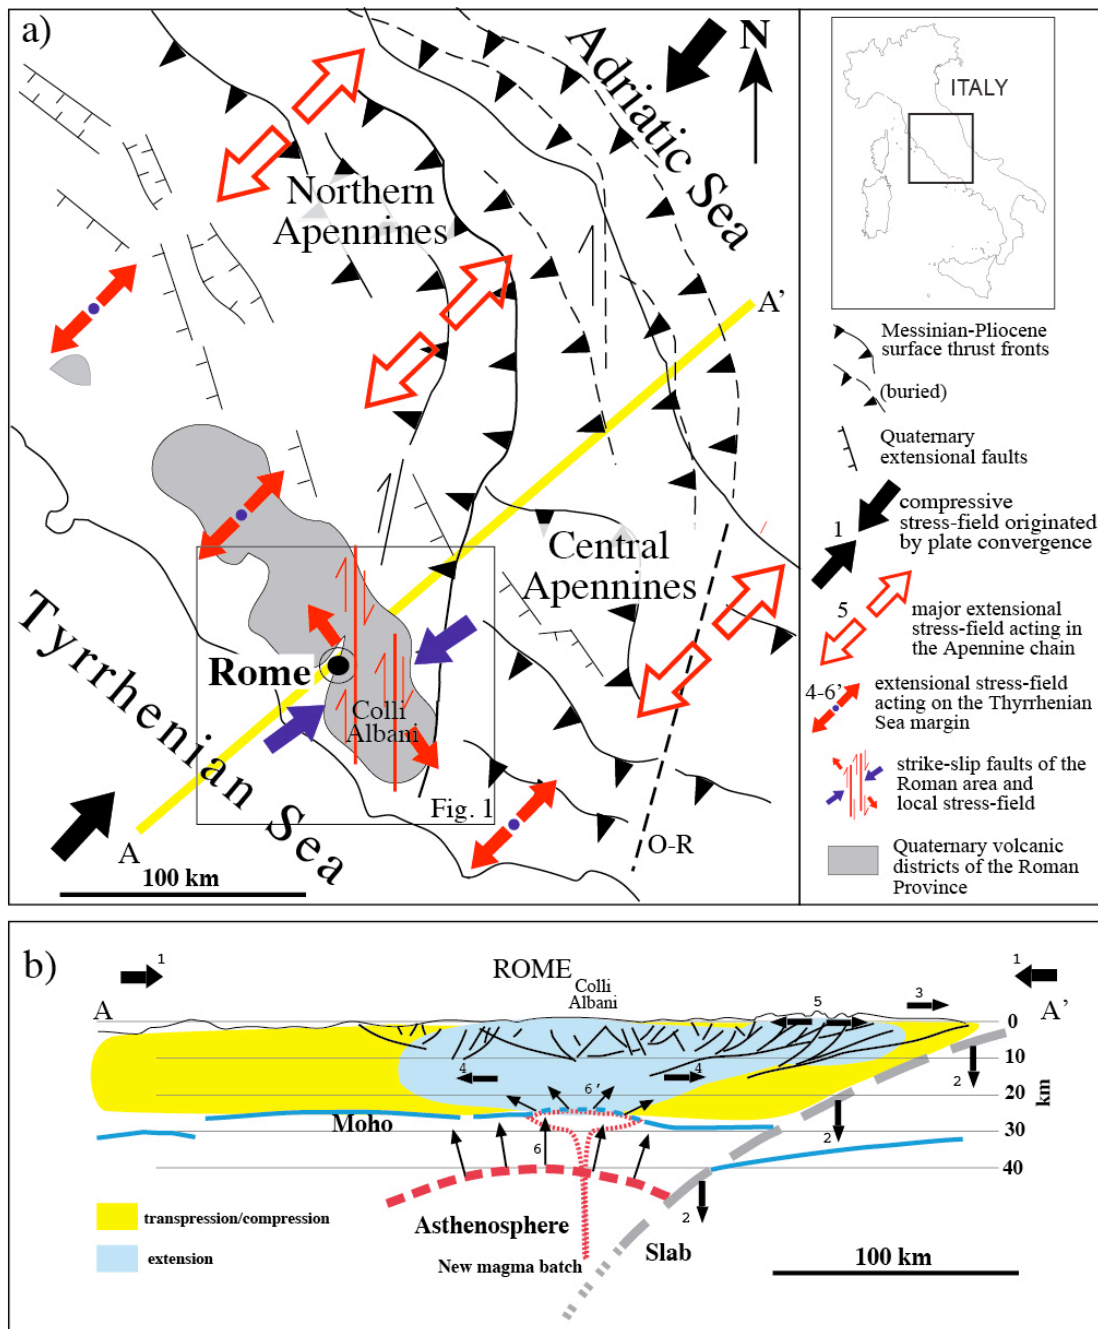 a)
Adriatic Sea
N
Northern
Apennines
A'
Central
Apennines
Rome
Colli
Albani
Fig. 1
Tyrrhenian Sea
A
O-R
100 km
ITALY
Messinian-Pliocene
surface thrust fronts
(buried)
Quaternary
extensional faults
1
compressive
stress-field originated
by plate convergence
5
major extensional
stress-field acting in
the Apennine chain
4-6'
extensional stress-field
acting on the Thyrrhenian
Sea margin
strike-slip faults of the
Roman area and
local stress-field
Quaternary volcanic
districts of the Roman
Province
b)
1
ROME
1
Colli
Albani
A
5
3
A'
0
10
4
4
2
6'
20
km
Moho
2
30
6
40
2
transpression/compression
Asthenosphere
extension
New magma batch
Slab
100 km